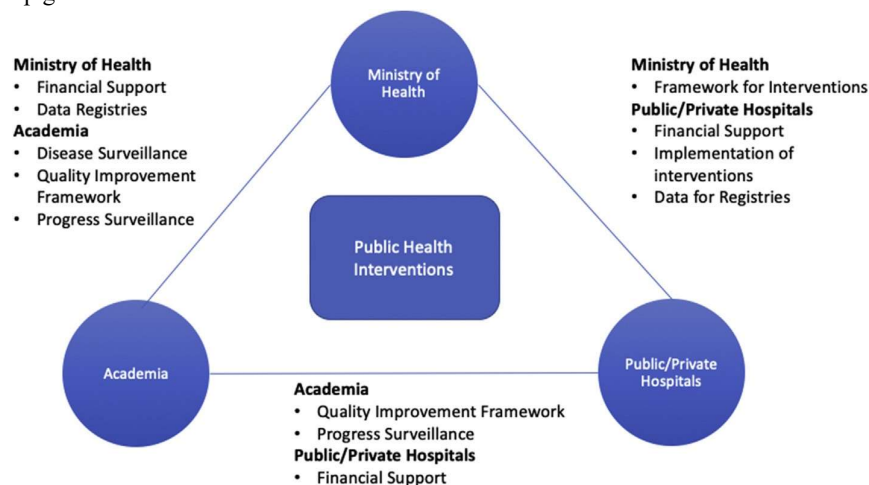 Ministry of
Health
Ministry of Health
• Financial Support
• Data Registries
Academia
• Disease Surveillance
• Quality Improvement
Framework
• Progress Surveillance
Ministry of Health
• Framework for Interventions
Public/Private Hospitals
• Financial Support
• Implementation of
interventions
• Data for Registries
Public Health
Interventions
Academia
Public/Private
Hospitals
Academia
• Quality Improvement Framework
• Progress Surveillance
Public/Private Hospitals
• Financial Support